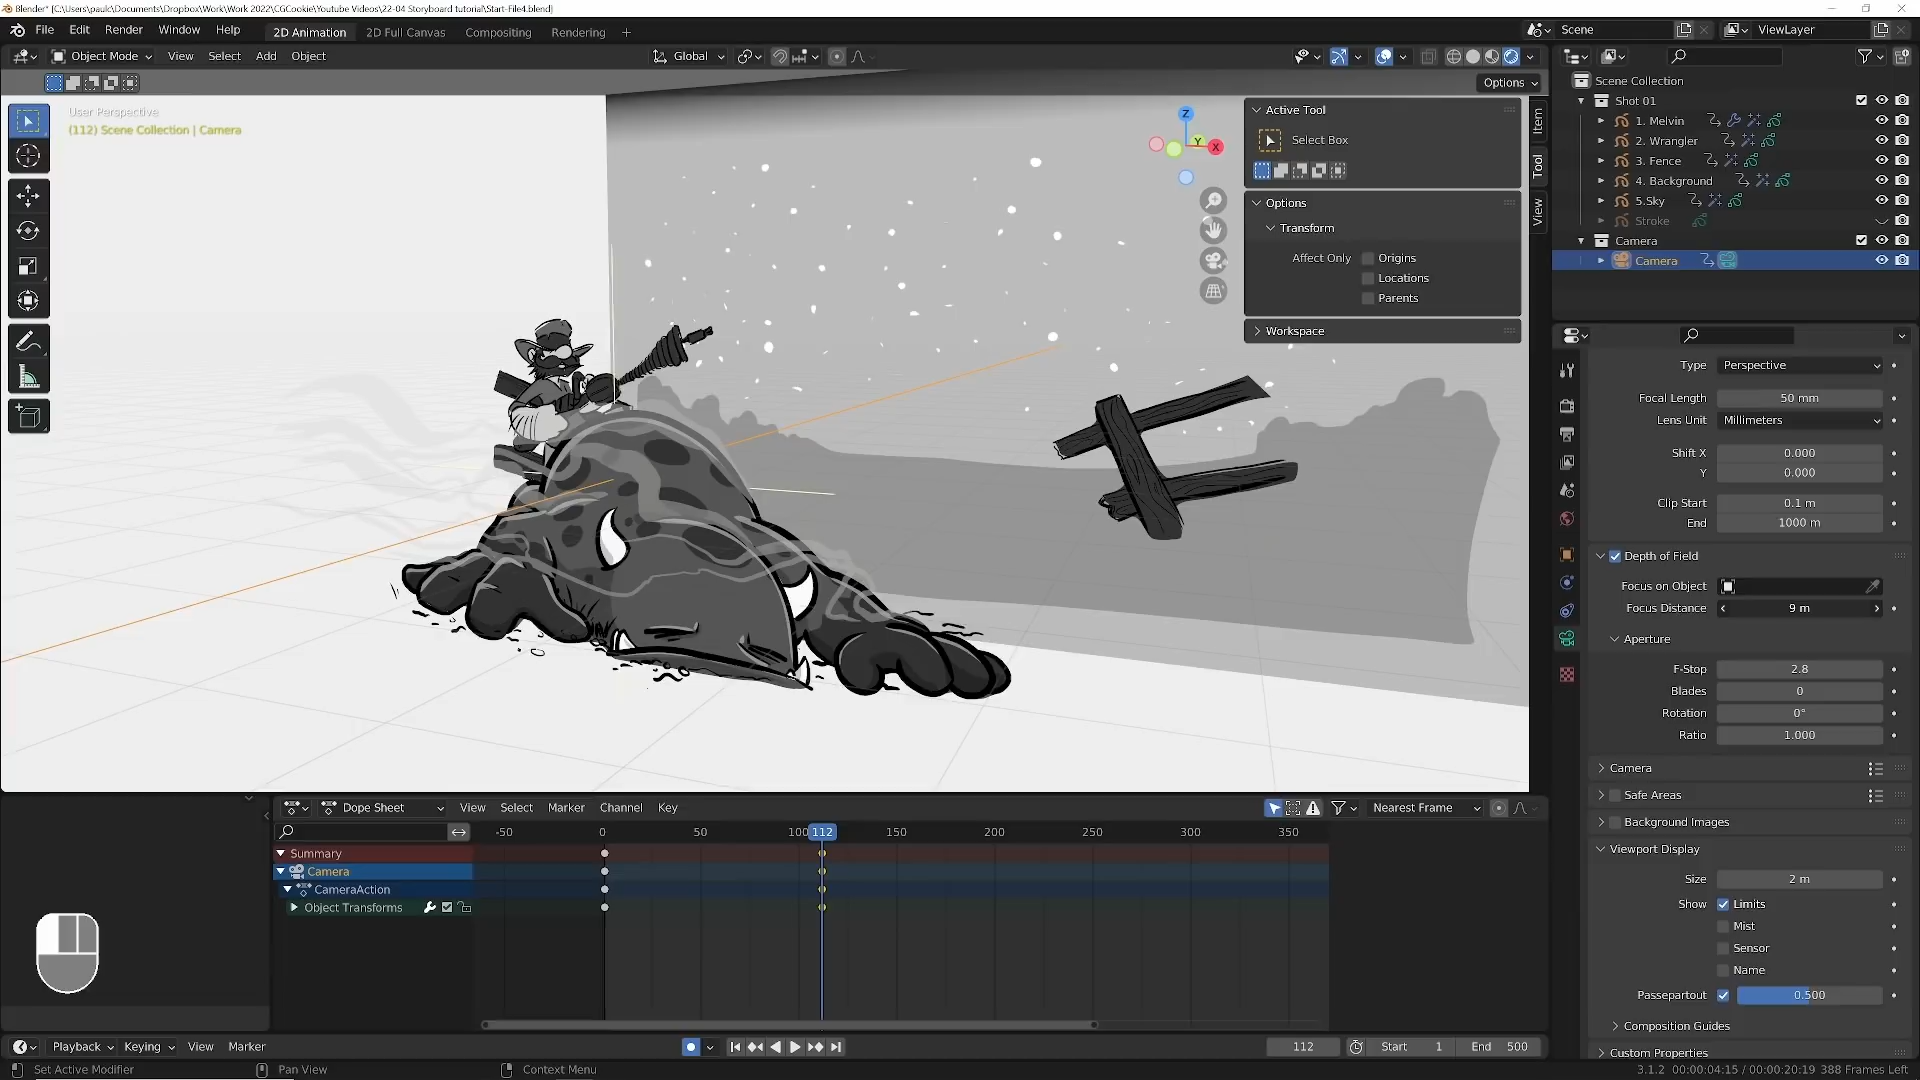 Blender* [C:\Users\paulc\Documents\Dropbox\Work\Work 2022\CGCookie\Youtube Videos\22-04 Storyboard tutorial\Start-File4.blend]
File Edit Render Window Help 2D Animation 2D Full Canvas Compositing Rendering + Scene ViewLayer
Object Mode View Select Add Object Global
Options
User Perspective
(112) Scene Collection | Camera
Z
Y
X
Active Tool
Select Box
Options
Transform
Affect Only Origins
Locations
Parents
Workspace
Item
Tool
View
Scene Collection
Shot 01
1. Melvin
2. Wrangler
3. Fence
4. Background
5.Sky
Stroke
Camera
Camera
Type Perspective
Focal Length 50 mm
Lens Unit Millimeters
Shift X 0.000
Y 0.000
Clip Start 0.1 m
End 1000 m
Depth of Field
Focus on Object
Focus Distance 9 m
Aperture
F-Stop 2.8
Blades 0
Rotation 0°
Ratio 1.000
Camera
Safe Areas
Background Images
Viewport Display
Size 2 m
Show Limits
Mist
Sensor
Name
Passepartout 0.500
Composition Guides
Custom Properties
Dope Sheet View Select Marker Channel Key Nearest Frame
-50 0 50 100 112 150 200 250 300 350
Summary
Camera
CameraAction
Object Transforms
Playback Keying View Marker 112 Start 1 End 500
Set Active Modifier Pan View Context Menu 3.1.2 00:00:04:15 / 00:00:20:19 388 Frames Left